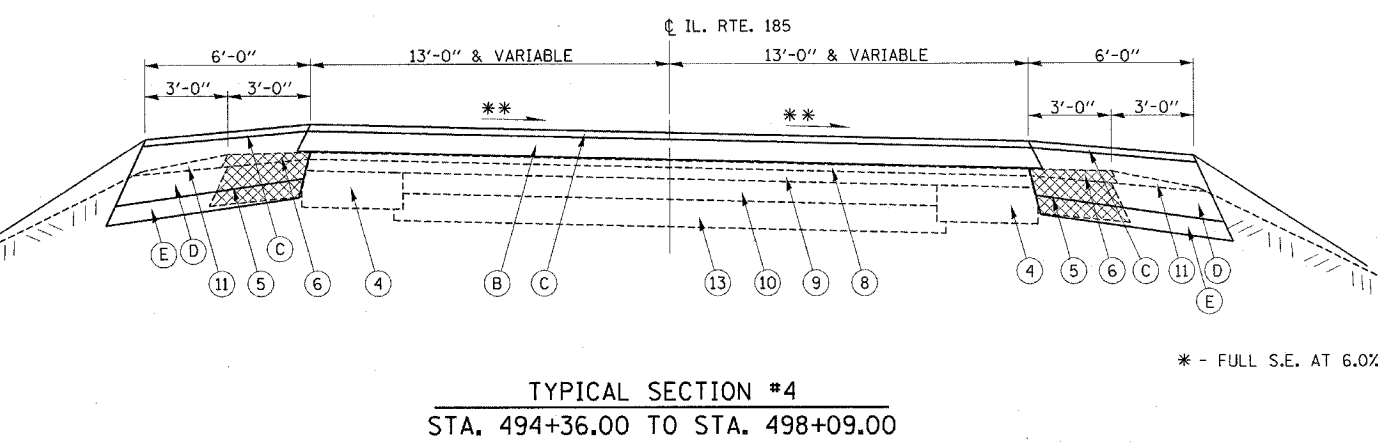 ℄ IL. RTE. 185
6'-0" 13'-0" & VARIABLE 13'-0" & VARIABLE 6'-0"
3'-0" 3'-0" ** ** 3'-0" 3'-0"
E D 11 5 C 6 4 B C 13 10 9 8 4 5 6 C 11 D E
* - FULL S.E. AT 6.0%
TYPICAL SECTION #4
STA. 494+36.00 TO STA. 498+09.00